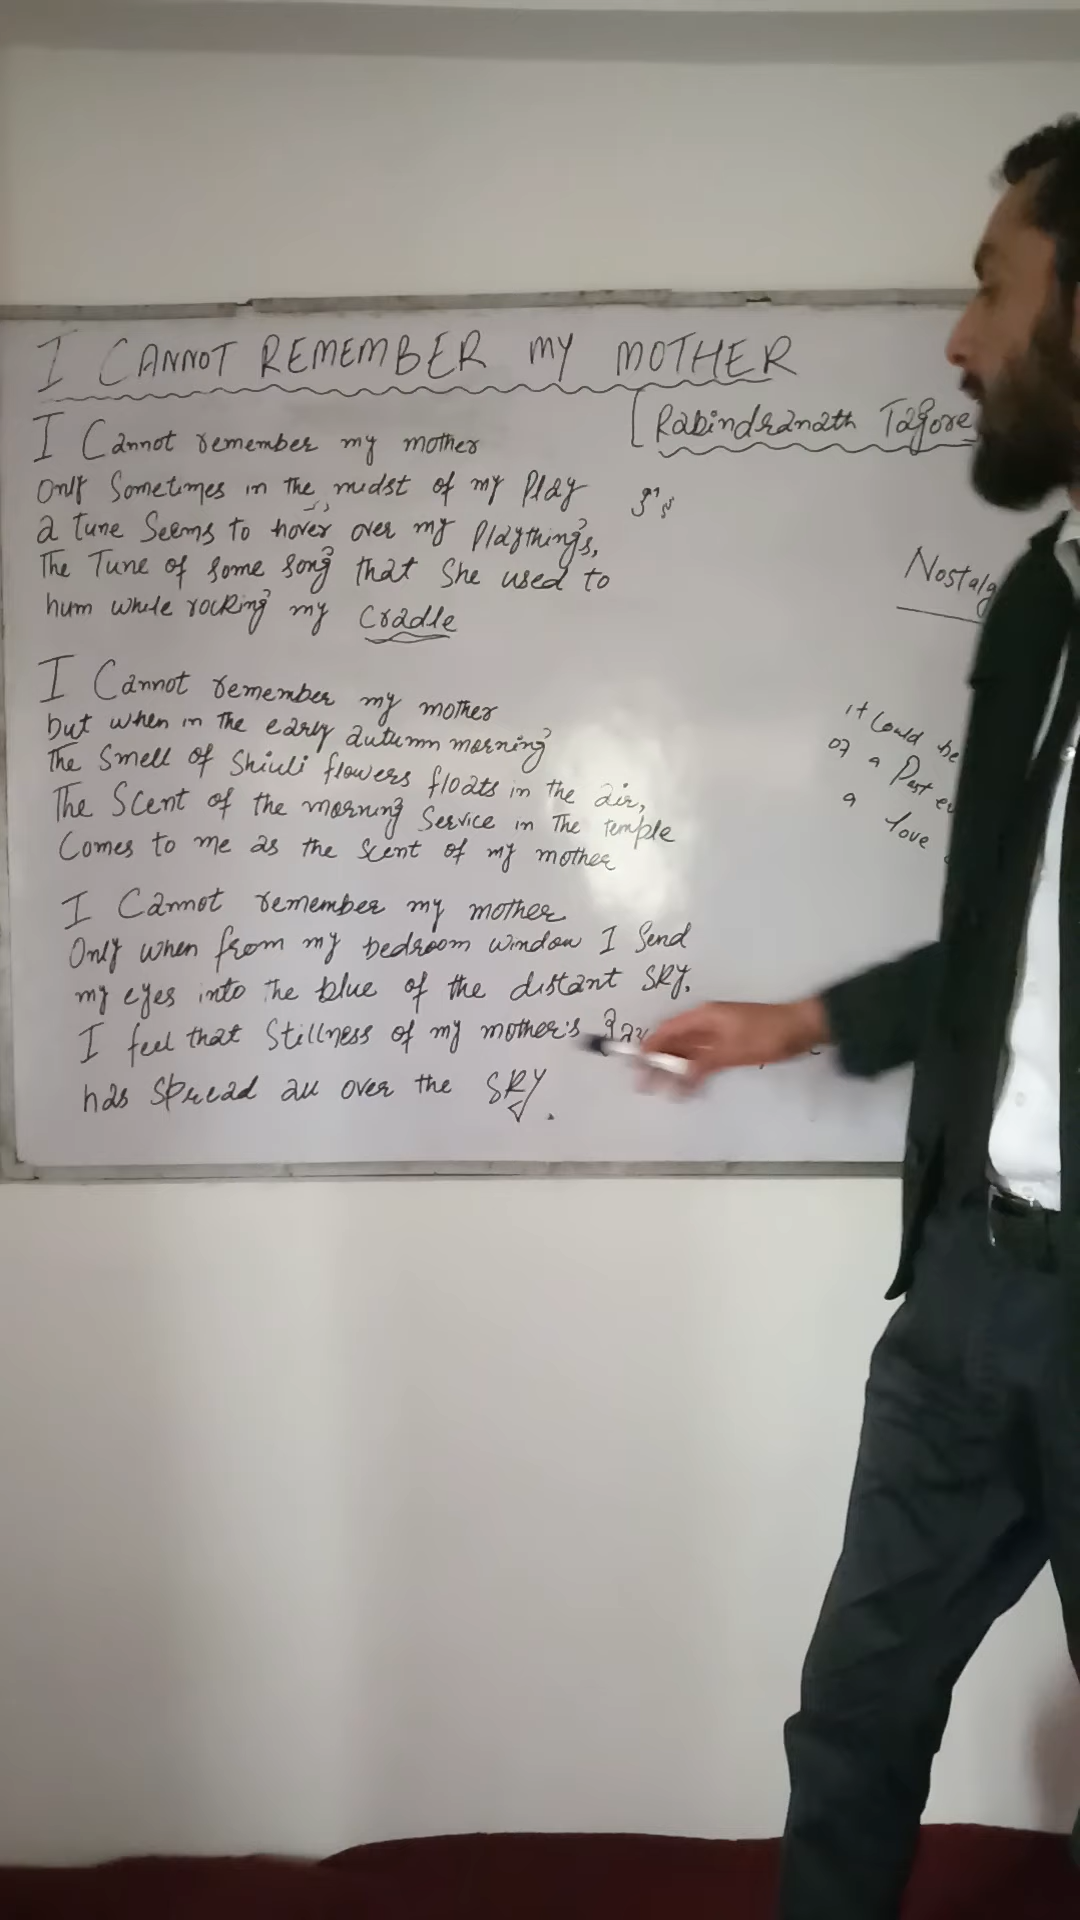 I CANNOT REMEMBER MY MOTHER
[Rabindranath Tagore
I Cannot remember my mother
Only Sometimes in the midst of my Play
a tune Seems to hover over my Playthings,
The Tune of some song that She used to
hum while rocking my Cradle
I Cannot remember my mother
but when in the early autumn morning
The Smell of Shiuli flowers floats in the air,
The Scent of the morning Service in The temple
Comes to me as the Scent of my mother
I Cannot remember my mother
Only when from my bedroom window I Send
my eyes into the blue of the distant SKY.
I feel that Stillness of my mother's
has Spread all over the SKY.
Nostalg
it Could be
of a Past ev
a love